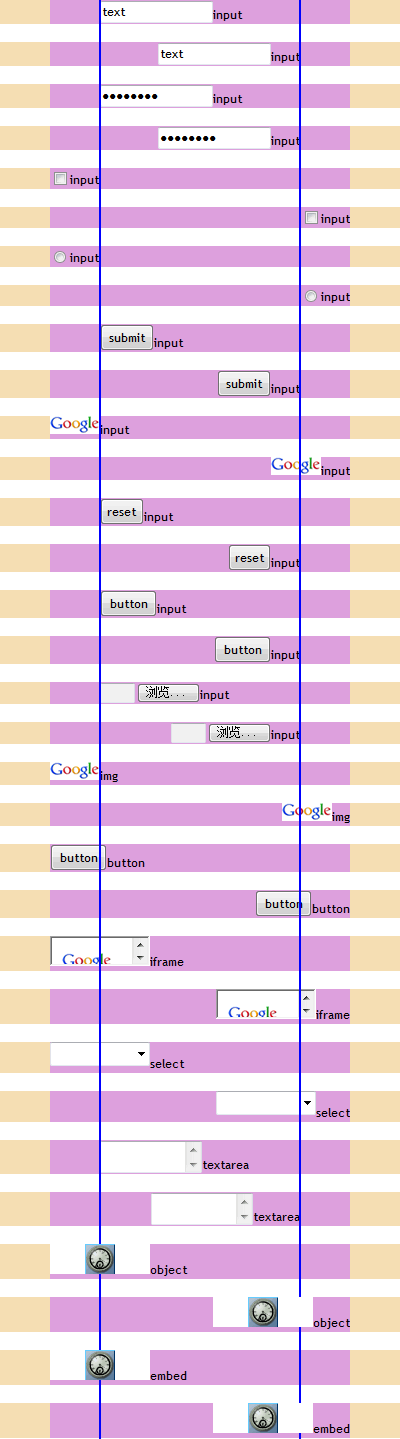 text input
text input
●●●●●●●● input
●●●●●●●● input
input
input
input
input
submit input
submit input
Google input
Google input
reset input
reset input
button input
button input
浏览... input
浏览... input
Google img
Google img
button button
button button
Google iframe
Google iframe
select
select
textarea
textarea
object
object
embed
embed